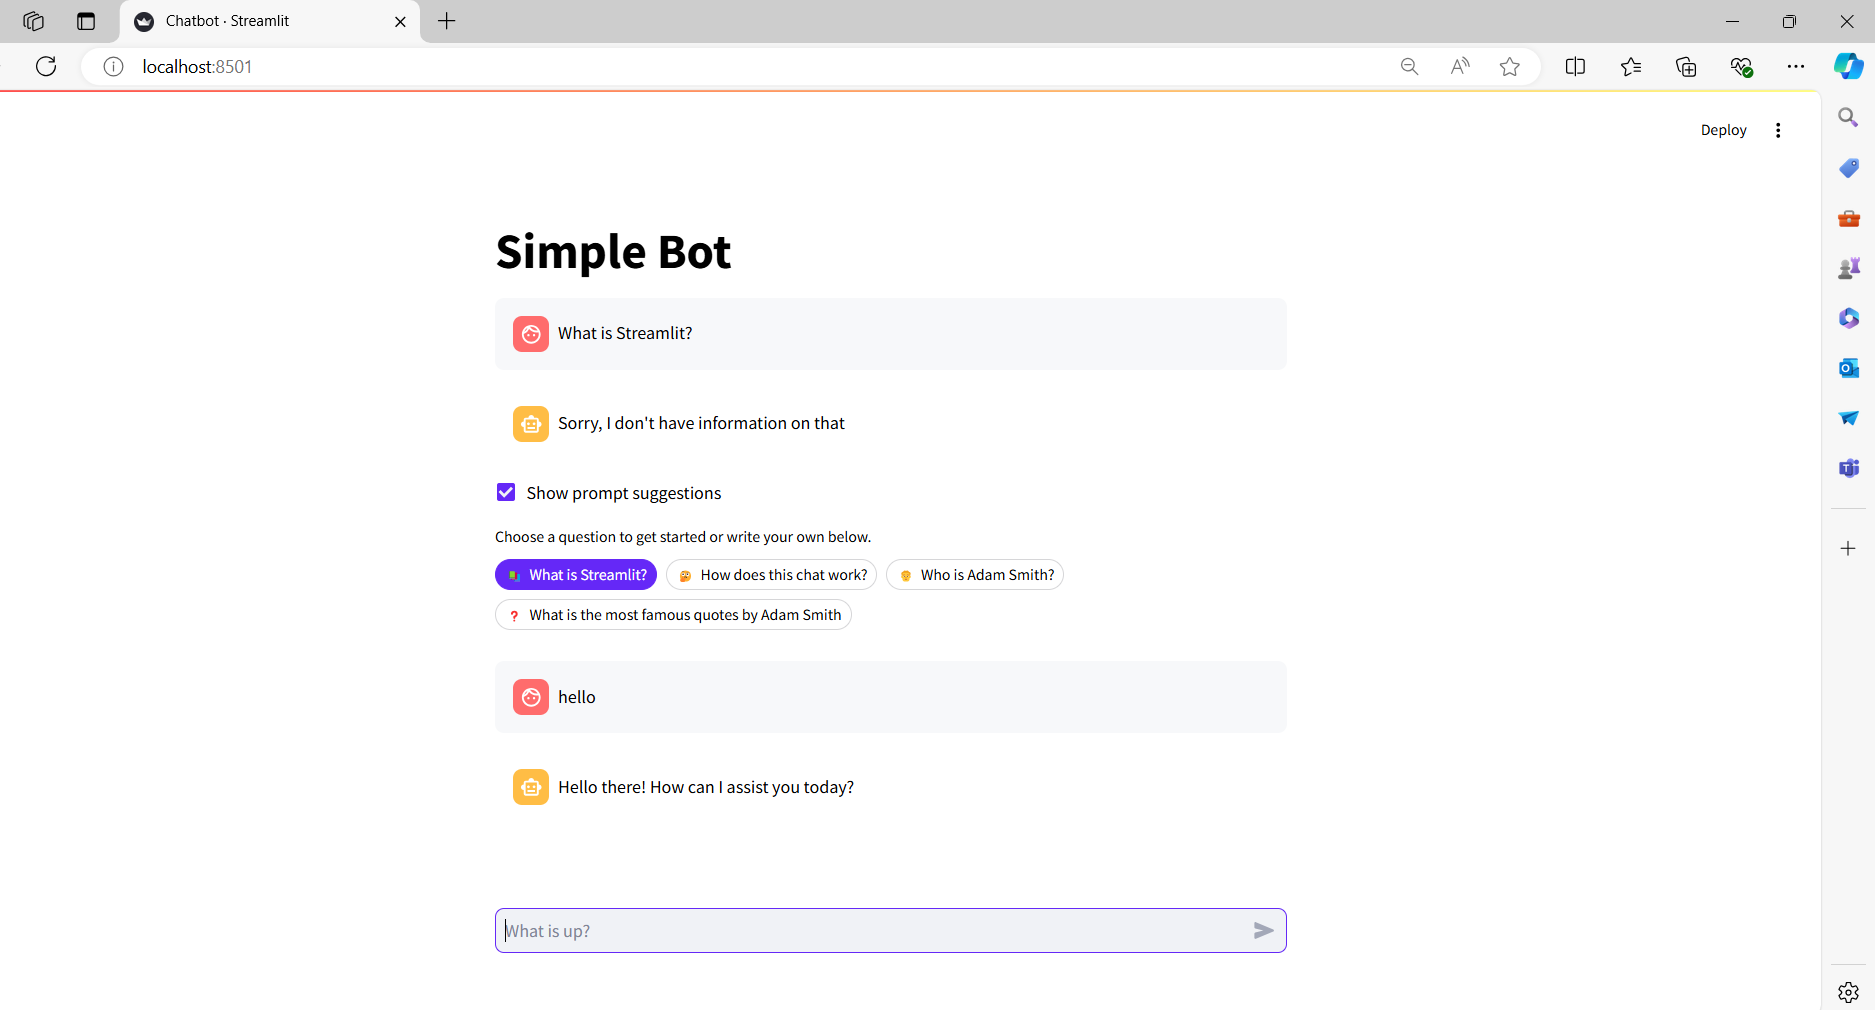 Chatbot · Streamlit
localhost:8501
Deploy
Simple Bot
What is Streamlit?
Sorry, I don't have information on that
Show prompt suggestions
Choose a question to get started or write your own below.
What is Streamlit? How does this chat work? Who is Adam Smith?
❓ What is the most famous quotes by Adam Smith
hello
Hello there! How can I assist you today?
What is up?